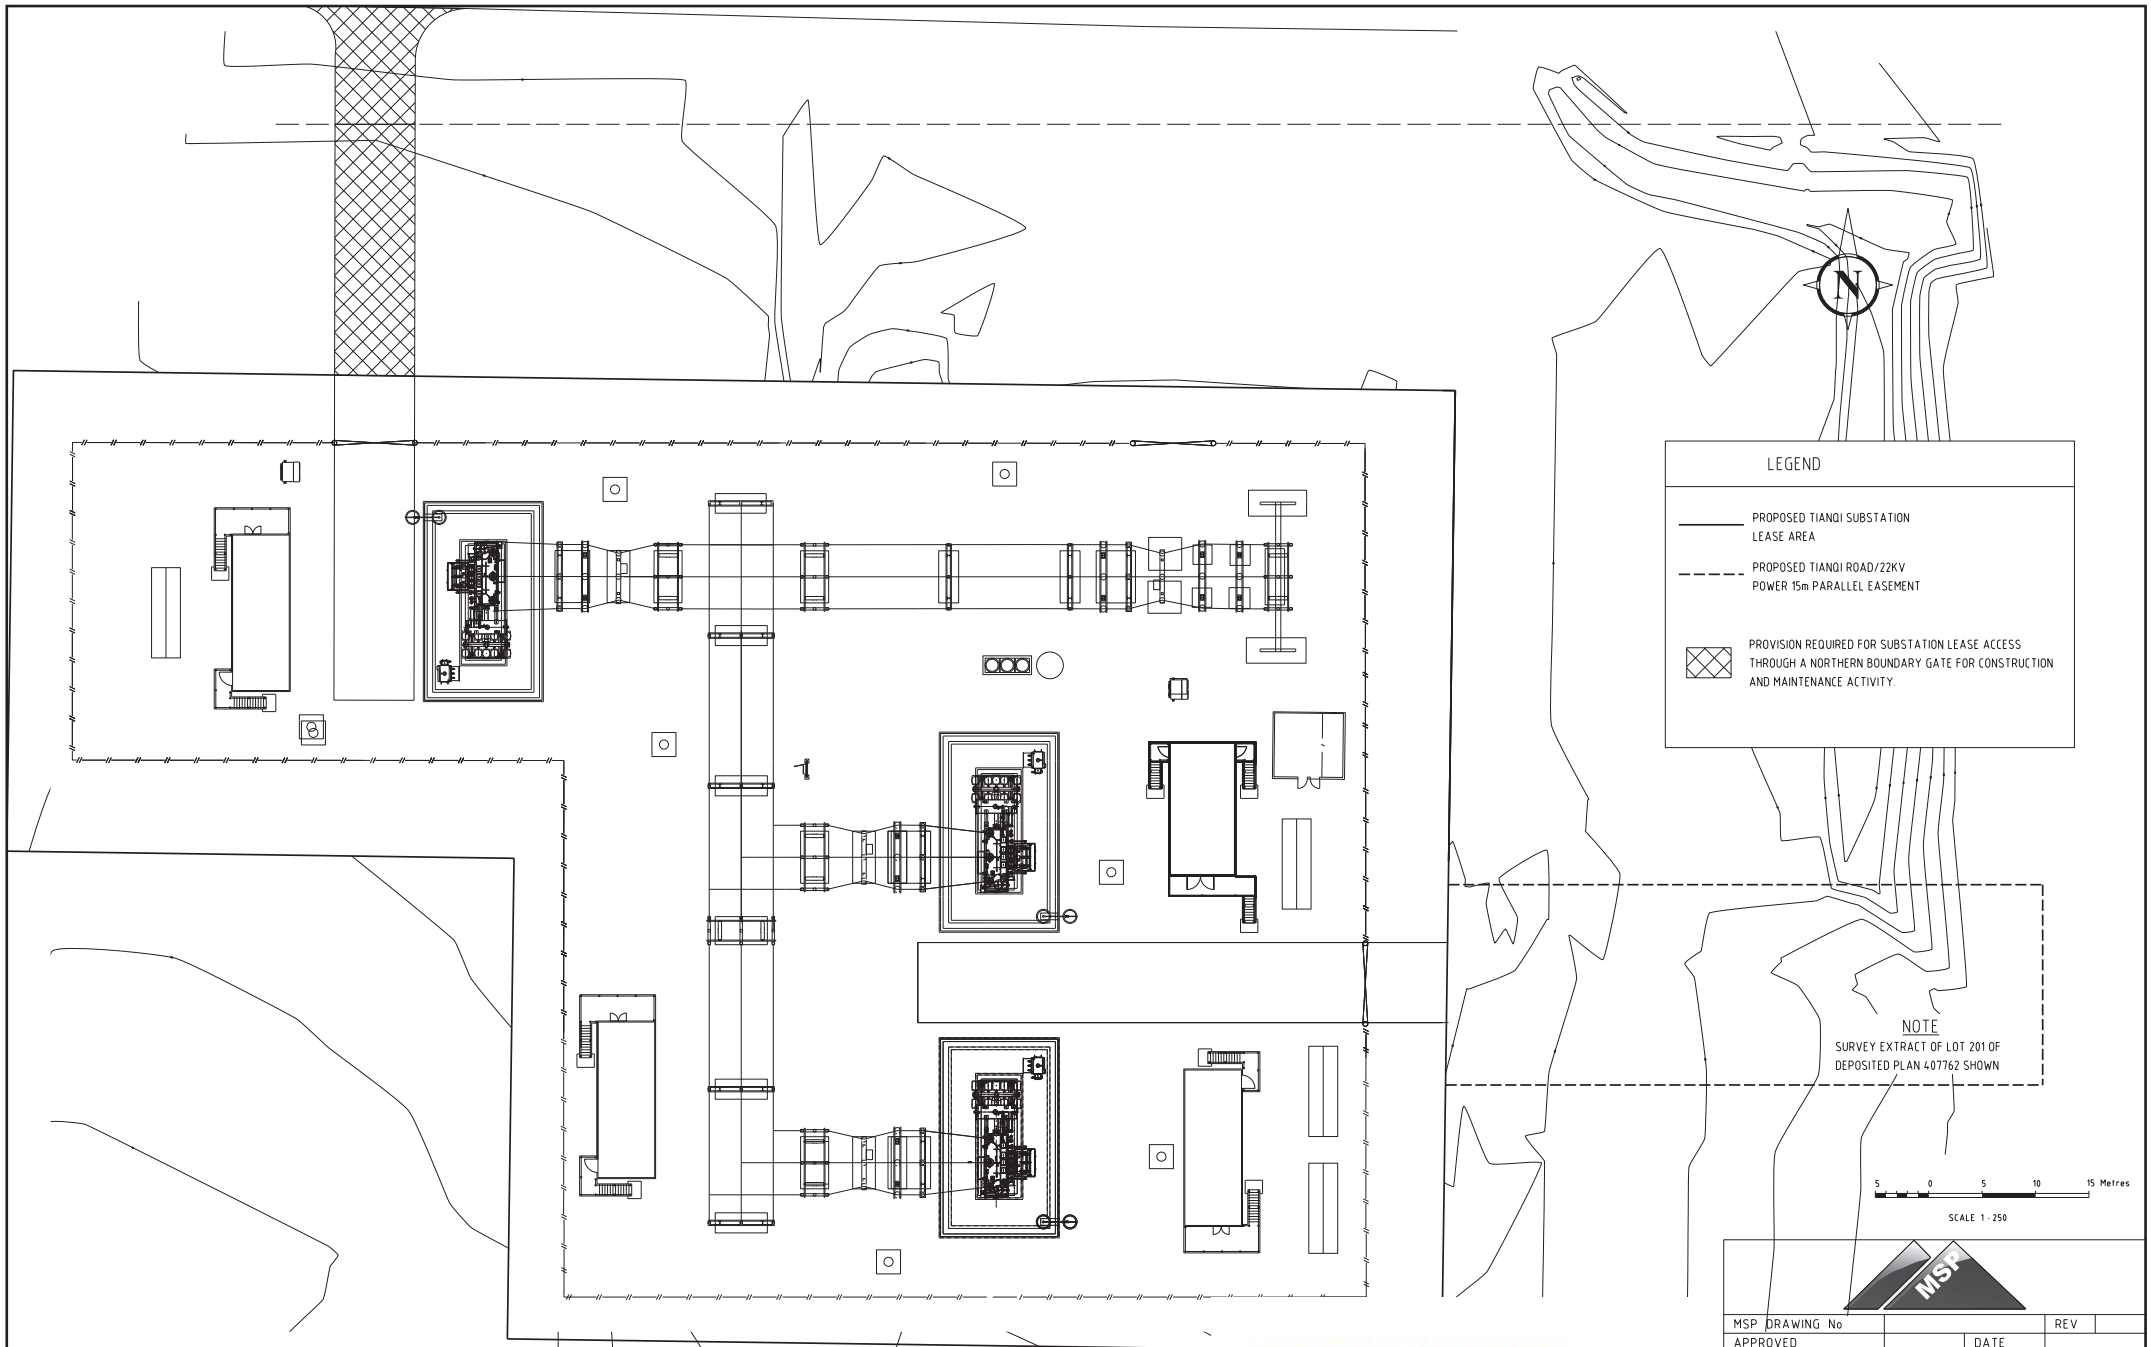 N
LEGEND
PROPOSED TIANQI SUBSTATION
LEASE AREA
PROPOSED TIANQI ROAD/22KV
POWER 15m PARALLEL EASEMENT
PROVISION REQUIRED FOR SUBSTATION LEASE ACCESS
THROUGH A NORTHERN BOUNDARY GATE FOR CONSTRUCTION
AND MAINTENANCE ACTIVITY.
NOTE
SURVEY EXTRACT OF LOT 201 OF
DEPOSITED PLAN 407762 SHOWN
5 0 5 10 15 Metres
SCALE 1:250
MSP
MSP DRAWING No REV
APPROVED DATE